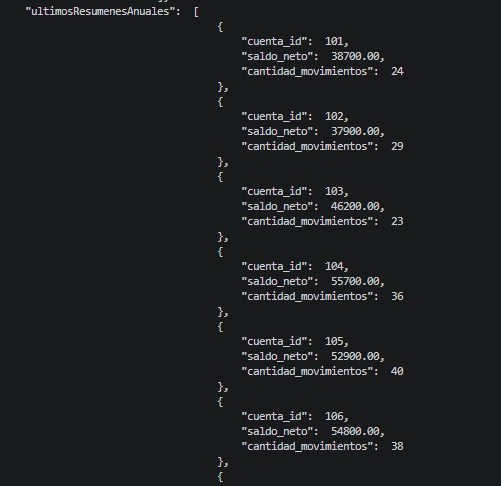 "ultimosResumenesAnuales": [
{
"cuenta_id": 101,
"saldo_neto": 38700.00,
"cantidad_movimientos": 24
},
{
"cuenta_id": 102,
"saldo_neto": 37900.00,
"cantidad_movimientos": 29
},
{
"cuenta_id": 103,
"saldo_neto": 46200.00,
"cantidad_movimientos": 23
},
{
"cuenta_id": 104,
"saldo_neto": 55700.00,
"cantidad_movimientos": 36
},
{
"cuenta_id": 105,
"saldo_neto": 52900.00,
"cantidad_movimientos": 40
},
{
"cuenta_id": 106,
"saldo_neto": 54800.00,
"cantidad_movimientos": 38
},
{